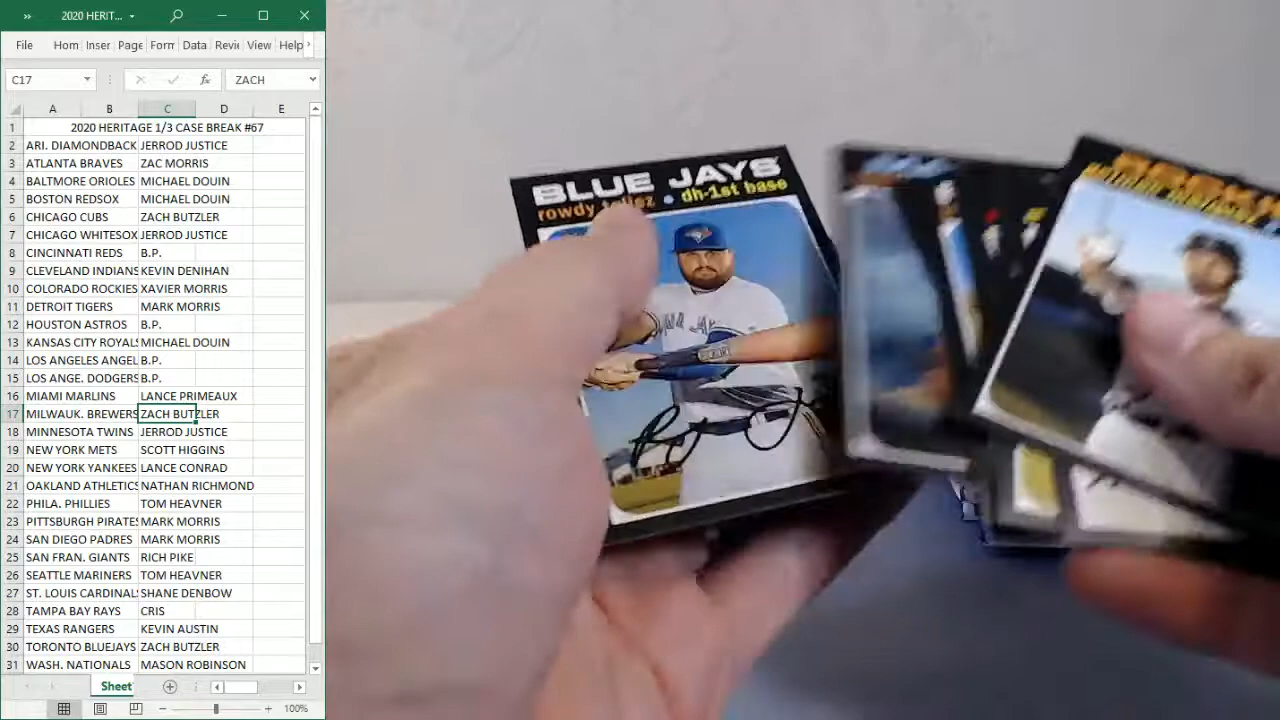 2020 HERIT...
File Hom Inser Page Form Data Revie View Help
C17 fx ZACH
A B C D E
1 2020 HERITAGE 1/3 CASE BREAK #67
2 ARI. DIAMONDBACK JERROD JUSTICE
3 ATLANTA BRAVES ZAC MORRIS
4 BALTMORE ORIOLES MICHAEL DOUIN
5 BOSTON REDSOX MICHAEL DOUIN
6 CHICAGO CUBS ZACH BUTZLER
7 CHICAGO WHITESOX JERROD JUSTICE
8 CINCINNATI REDS B.P.
9 CLEVELAND INDIANS KEVIN DENIHAN
10 COLORADO ROCKIES XAVIER MORRIS
11 DETROIT TIGERS MARK MORRIS
12 HOUSTON ASTROS B.P.
13 KANSAS CITY ROYALS MICHAEL DOUIN
14 LOS ANGELES ANGEL B.P.
15 LOS ANGE. DODGERS B.P.
16 MIAMI MARLINS LANCE PRIMEAUX
17 MILWAUK. BREWERS ZACH BUTZLER
18 MINNESOTA TWINS JERROD JUSTICE
19 NEW YORK METS SCOTT HIGGINS
20 NEW YORK YANKEES LANCE CONRAD
21 OAKLAND ATHLETICS NATHAN RICHMOND
22 PHILA. PHILLIES TOM HEAVNER
23 PITTSBURGH PIRATES MARK MORRIS
24 SAN DIEGO PADRES MARK MORRIS
25 SAN FRAN. GIANTS RICH PIKE
26 SEATTLE MARINERS TOM HEAVNER
27 ST. LOUIS CARDINALS SHANE DENBOW
28 TAMPA BAY RAYS CRIS
29 TEXAS RANGERS KEVIN AUSTIN
30 TORONTO BLUEJAYS ZACH BUTZLER
31 WASH. NATIONALS MASON ROBINSON
Sheet
100%
BLUE JAYS
rowdy tellez • dh-1st base